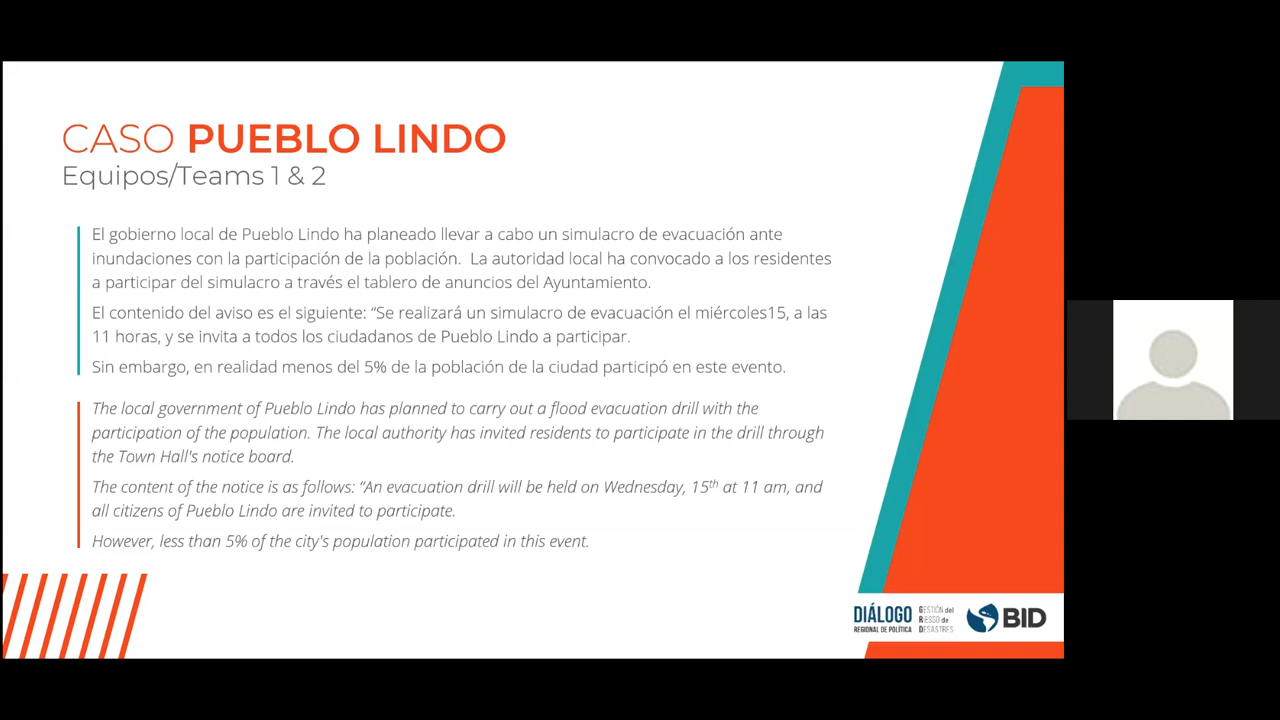 CASO PUEBLO LINDO
Equipos/Teams 1 & 2
El gobierno local de Pueblo Lindo ha planeado llevar a cabo un simulacro de evacuación ante
inundaciones con la participación de la población.  La autoridad local ha convocado a los residentes
a participar del simulacro a través el tablero de anuncios del Ayuntamiento.
El contenido del aviso es el siguiente: “Se realizará un simulacro de evacuación el miércoles15, a las
11 horas, y se invita a todos los ciudadanos de Pueblo Lindo a participar.
Sin embargo, en realidad menos del 5% de la población de la ciudad participó en este evento.
The local government of Pueblo Lindo has planned to carry out a flood evacuation drill with the
participation of the population. The local authority has invited residents to participate in the drill through
the Town Hall's notice board.
The content of the notice is as follows: “An evacuation drill will be held on Wednesday, 15th at 11 am, and
all citizens of Pueblo Lindo are invited to participate.
However, less than 5% of the city's population participated in this event.
DIÁLOGO
REGIONAL DE POLÍTICA
GESTIÓN del
RIESGO de
DESASTRES
BID